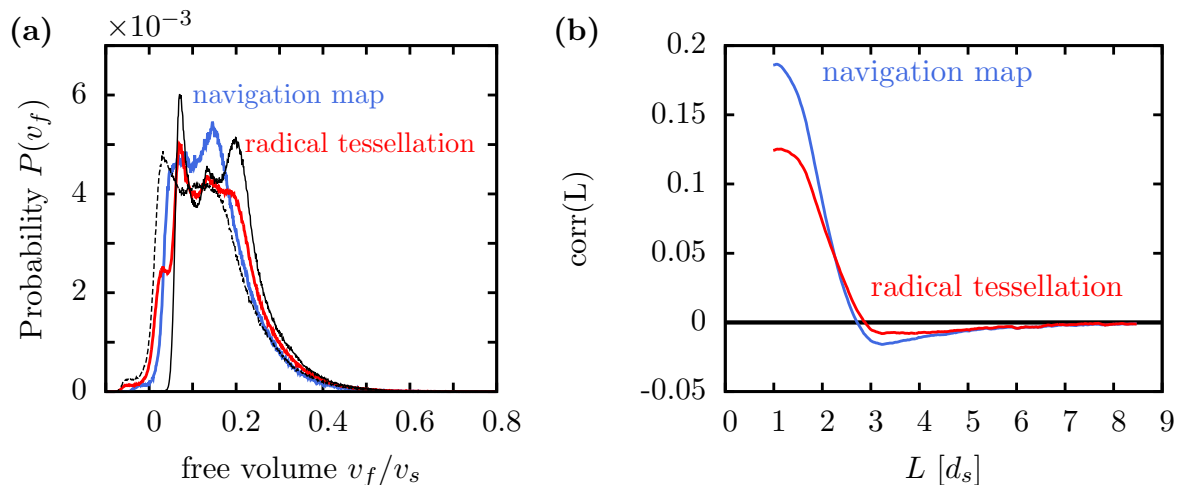 (a)
×10⁻³
Probability P(v_f)
6
4
2
0
navigation map
radical tessellation
0 0.2 0.4 0.6 0.8
free volume v_f/v_s
(b)
corr(L)
0.2
0.15
0.1
0.05
0
-0.05
navigation map
radical tessellation
0 1 2 3 4 5 6 7 8 9
L [d_s]